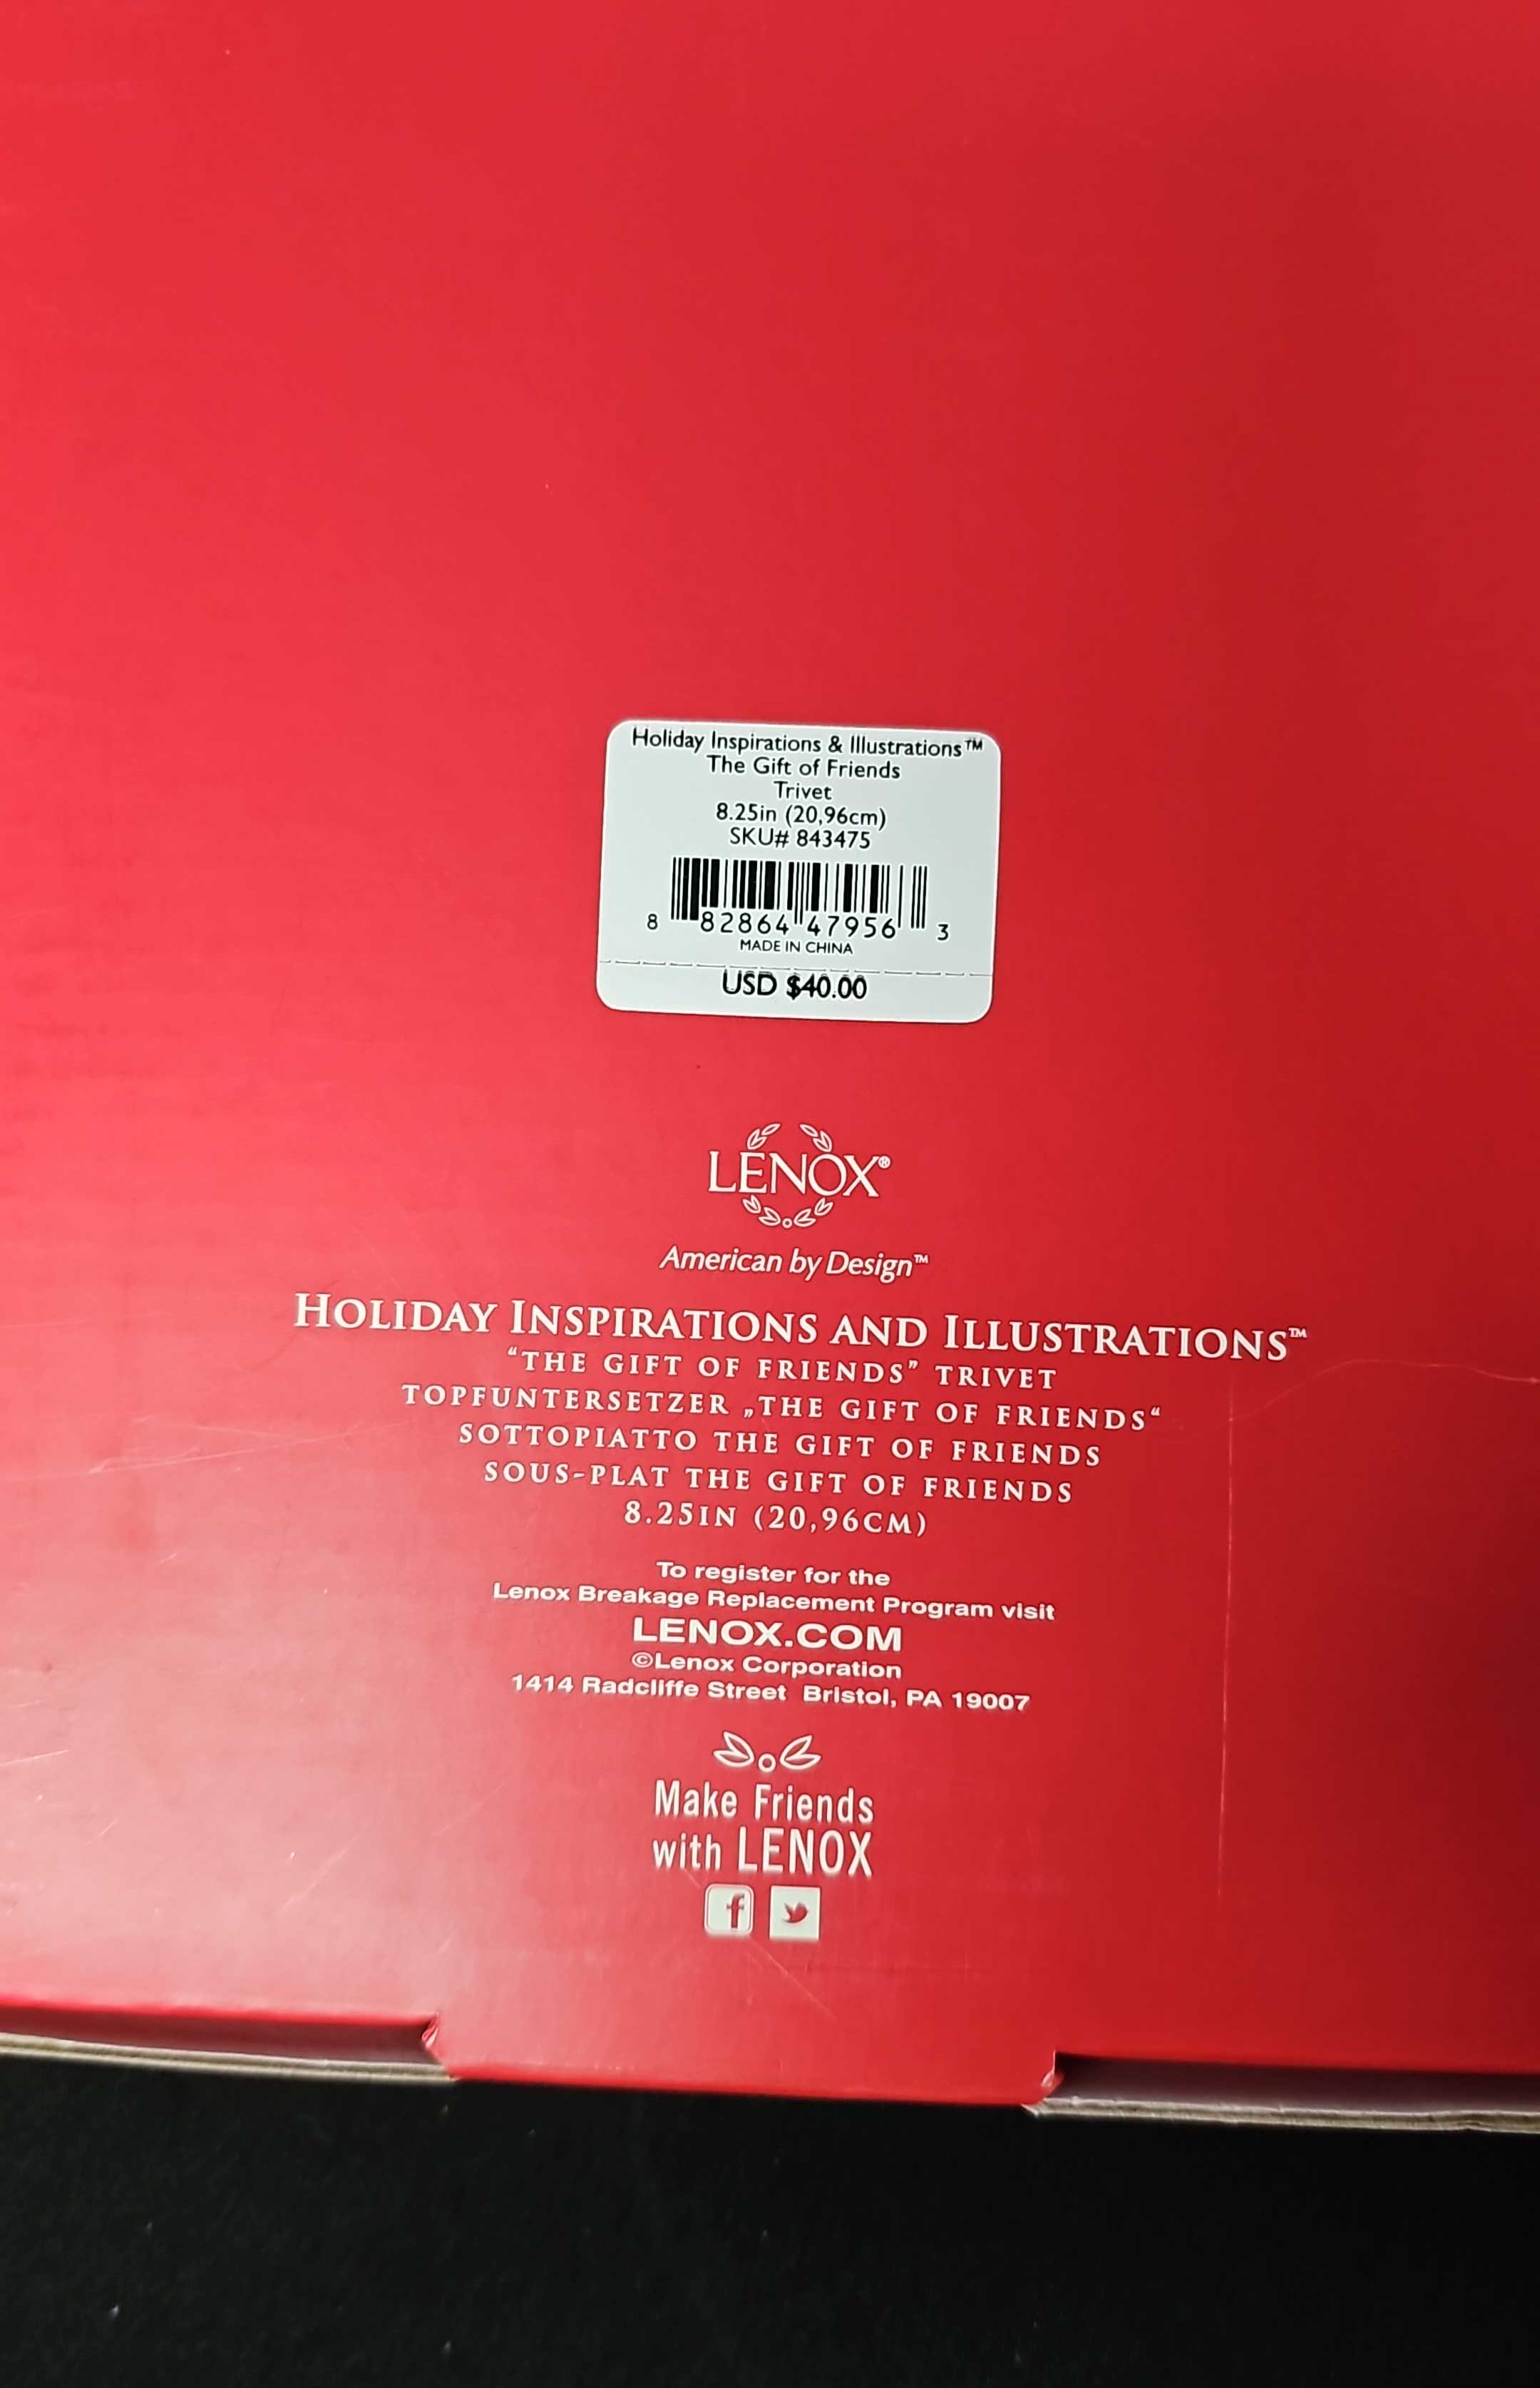 Holiday Inspirations & Illustrations™
The Gift of Friends
Trivet
8.25in (20,96cm)
SKU# 843475
8 82864 47956 3
MADE IN CHINA
USD $40.00
LENOX®
American by Design™
HOLIDAY INSPIRATIONS AND ILLUSTRATIONS™
“THE GIFT OF FRIENDS” TRIVET
TOPFUNTERSETZER „THE GIFT OF FRIENDS“
SOTTOPIATTO THE GIFT OF FRIENDS
SOUS-PLAT THE GIFT OF FRIENDS
8.25IN (20,96CM)
To register for the
Lenox Breakage Replacement Program visit
LENOX.COM
©Lenox Corporation
1414 Radcliffe Street Bristol, PA 19007
Make Friends
with LENOX
f